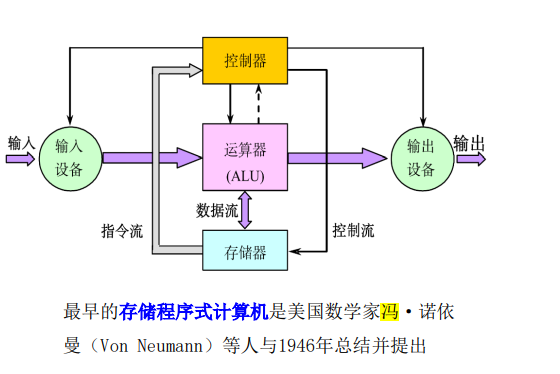 控制器
输入
输入
设备
运算器
(ALU)
输出
设备
输出
数据流
指令流
控制流
存储器
最早的存储程序式计算机是美国数学家冯·诺依
曼（Von Neumann）等人与1946年总结并提出